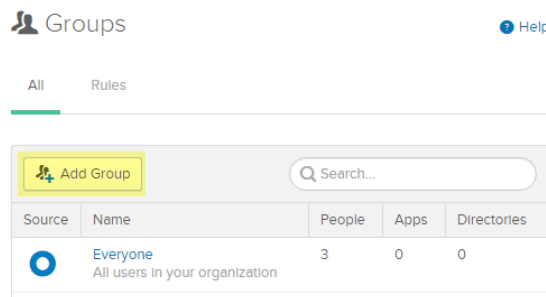 Groups
Help
All Rules
Add Group
Search...
Source Name People Apps Directories
Everyone 3 0 0
All users in your organization